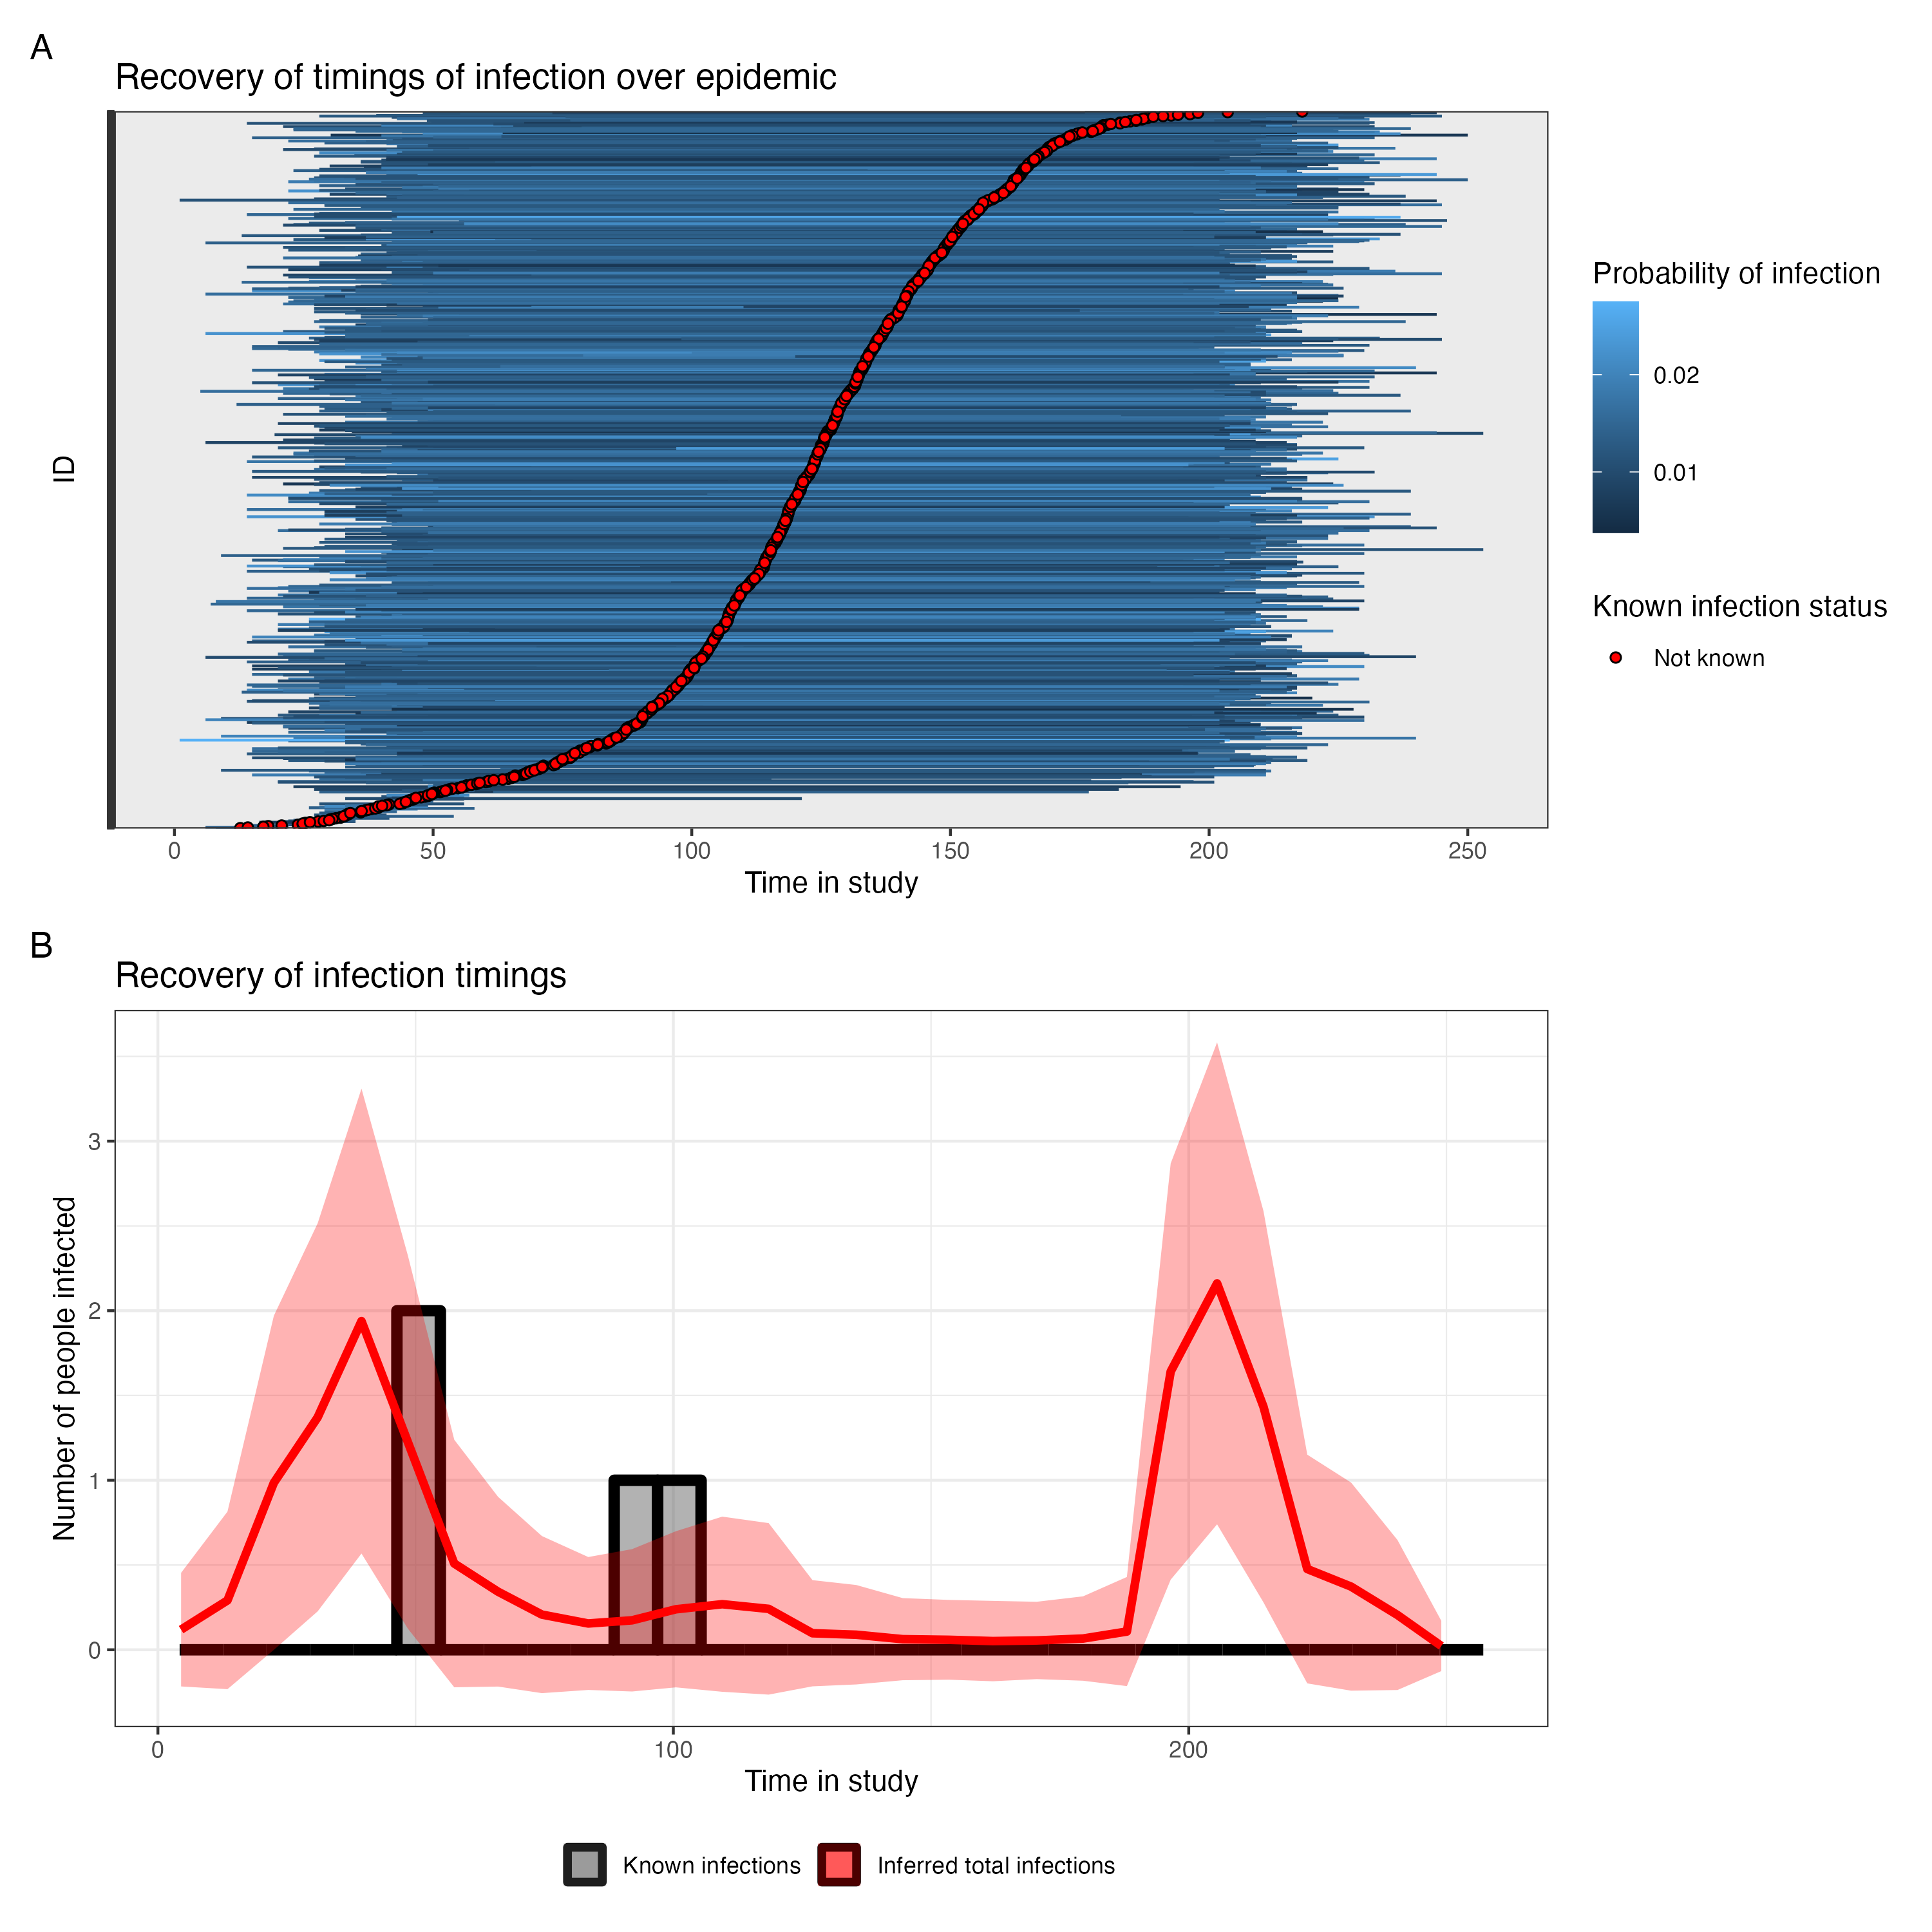 A
Recovery of timings of infection over epidemic
ID
0 50 100 150 200 250
Time in study
Probability of infection
0.02
0.01
Known infection status
Not known
B
Recovery of infection timings
Number of people infected
3
2
1
0
0 100 200
Time in study
Known infections Inferred total infections